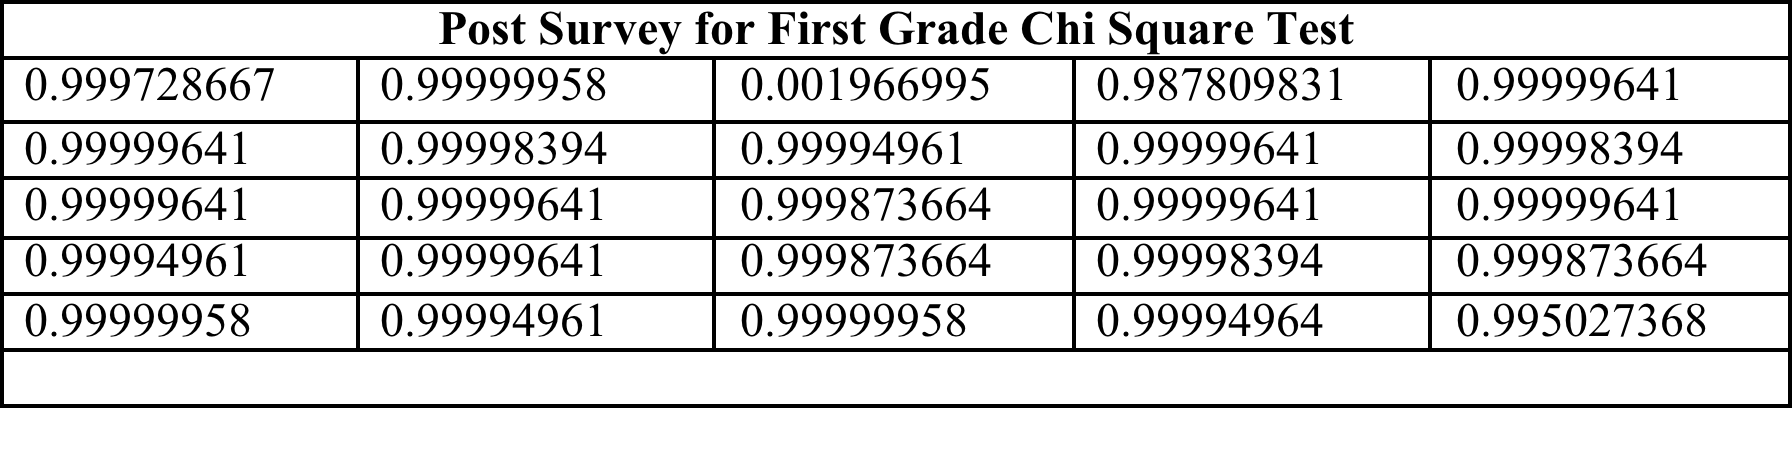 Post Survey for First Grade Chi Square Test
0.999728667 0.99999958 0.001966995 0.987809831 0.99999641
0.99999641 0.99998394 0.99994961 0.99999641 0.99998394
0.99999641 0.99999641 0.999873664 0.99999641 0.99999641
0.99994961 0.99999641 0.999873664 0.99998394 0.999873664
0.99999958 0.99994961 0.99999958 0.99994964 0.995027368